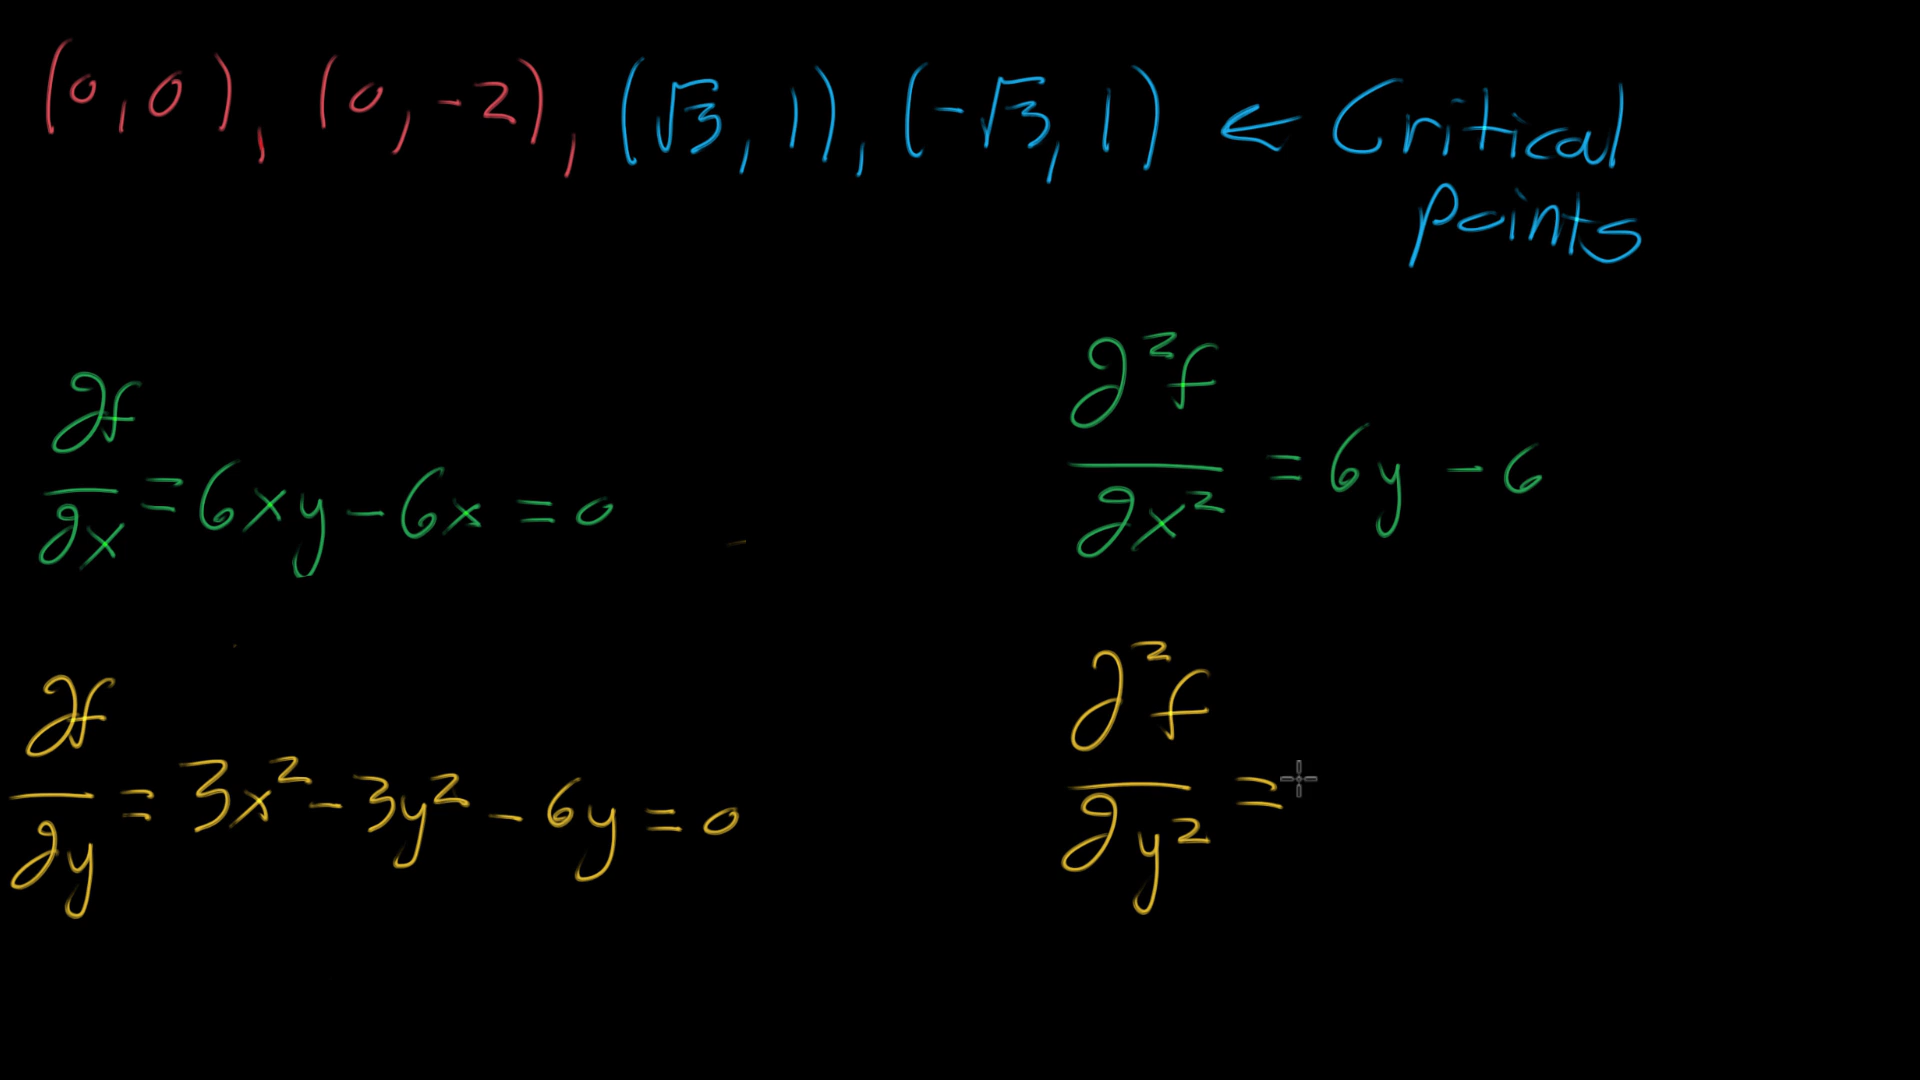 (0,0), (0,-2), (√3, 1), (-√3, 1) ← Critical
points
∂f/∂x = 6xy - 6x = 0
∂²f/∂x² = 6y - 6
∂f/∂y = 3x² - 3y² - 6y = 0
∂²f/∂y² =